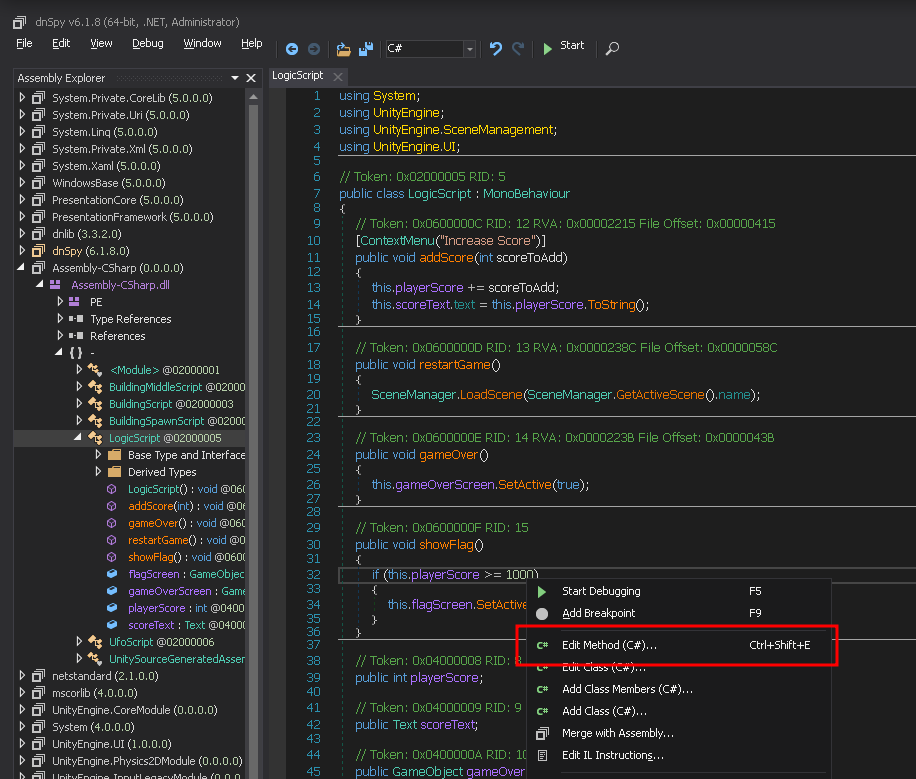 dnSpy v6.1.8 (64-bit, .NET, Administrator)
File Edit View Debug Window Help C# Start
Assembly Explorer
System.Private.CoreLib (5.0.0.0)
System.Private.Uri (5.0.0.0)
System.Linq (5.0.0.0)
System.Private.Xml (5.0.0.0)
System.Xaml (5.0.0.0)
WindowsBase (5.0.0.0)
PresentationCore (5.0.0.0)
PresentationFramework (5.0.0.0)
dnlib (3.3.2.0)
dnSpy (6.1.8.0)
Assembly-CSharp (0.0.0.0)
Assembly-CSharp.dll
PE
Type References
References
{ } -
<Module> @02000001
BuildingMiddleScript @02000
BuildingScript @02000003
BuildingSpawnScript @02000
LogicScript @02000005
Base Type and Interface
Derived Types
LogicScript() : void @060
addScore(int) : void @06
gameOver() : void @060
restartGame() : void @0
showFlag() : void @0600
flagScreen : GameObjec
gameOverScreen : Game
playerScore : int @0400
scoreText : Text @04000
UfoScript @02000006
UnitySourceGeneratedAsser
netstandard (2.1.0.0)
mscorlib (4.0.0.0)
UnityEngine.CoreModule (0.0.0.0)
System (4.0.0.0)
UnityEngine.UI (1.0.0.0)
UnityEngine.Physics2DModule (0.0.0.0)
UnityEngine.InputLegacyModule (0.0.0.0)
LogicScript
1 using System;
2 using UnityEngine;
3 using UnityEngine.SceneManagement;
4 using UnityEngine.UI;
5
6 // Token: 0x02000005 RID: 5
7 public class LogicScript : MonoBehaviour
8 {
9 // Token: 0x0600000C RID: 12 RVA: 0x00002215 File Offset: 0x00000415
10 [ContextMenu("Increase Score")]
11 public void addScore(int scoreToAdd)
12 {
13 this.playerScore += scoreToAdd;
14 this.scoreText.text = this.playerScore.ToString();
15 }
16
17 // Token: 0x0600000D RID: 13 RVA: 0x0000238C File Offset: 0x0000058C
18 public void restartGame()
19 {
20 SceneManager.LoadScene(SceneManager.GetActiveScene().name);
21 }
22
23 // Token: 0x0600000E RID: 14 RVA: 0x0000223B File Offset: 0x0000043B
24 public void gameOver()
25 {
26 this.gameOverScreen.SetActive(true);
27 }
28
29 // Token: 0x0600000F RID: 15
30 public void showFlag()
31 {
32 if (this.playerScore >= 1000)
33 {
34 this.flagScreen.SetActive
35 }
36 }
37
38 // Token: 0x04000008 RID: 8
39 public int playerScore;
40
41 // Token: 0x04000009 RID: 9
42 public Text scoreText;
43
44 // Token: 0x0400000A RID: 10
45 public GameObject gameOver
Start Debugging F5
Add Breakpoint F9
Edit Method (C#)... Ctrl+Shift+E
Edit Class (C#)...
Add Class Members (C#)...
Add Class (C#)...
Merge with Assembly...
Edit IL Instructions...